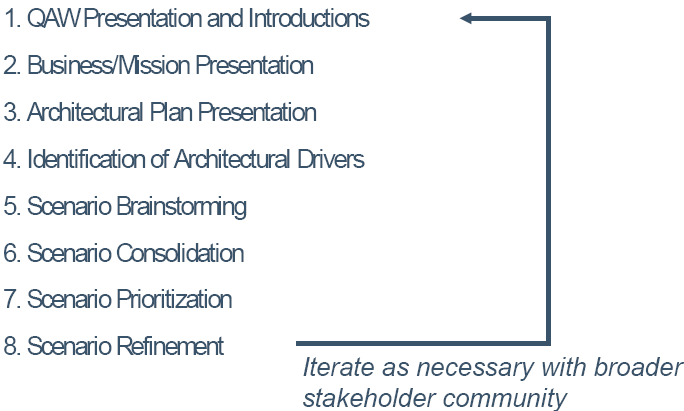 1. QAW Presentation and Introductions
2. Business/Mission Presentation
3. Architectural Plan Presentation
4. Identification of Architectural Drivers
5. Scenario Brainstorming
6. Scenario Consolidation
7. Scenario Prioritization
8. Scenario Refinement
Iterate as necessary with broader
stakeholder community